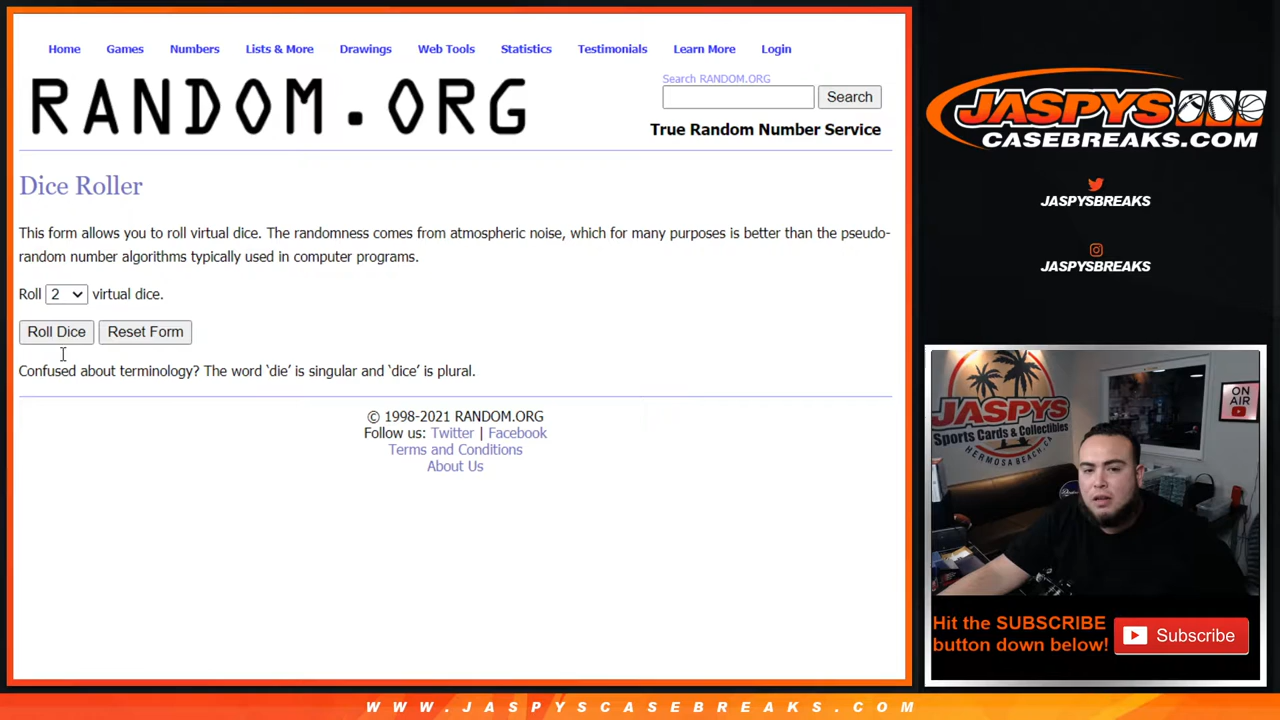 Home Games Numbers Lists & More Drawings Web Tools Statistics Testimonials Learn More Login
RANDOM.ORG
Search RANDOM.ORG
Search
True Random Number Service
Dice Roller
This form allows you to roll virtual dice. The randomness comes from atmospheric noise, which for many purposes is better than the pseudo-
random number algorithms typically used in computer programs.
Roll 2 virtual dice.
Roll Dice Reset Form
Confused about terminology? The word ‘die’ is singular and ‘dice’ is plural.
© 1998-2021 RANDOM.ORG
Follow us: Twitter | Facebook
Terms and Conditions
About Us
JASPYS
CASEBREAKS.COM
JASPYSBREAKS
JASPYSBREAKS
JASPYS
Sports Cards & Collectibles
HERMOSA BEACH, CA
ON
AIR
Hit the SUBSCRIBE
button down below!
Subscribe
WWW.JASPYSCASEBREAKS.COM